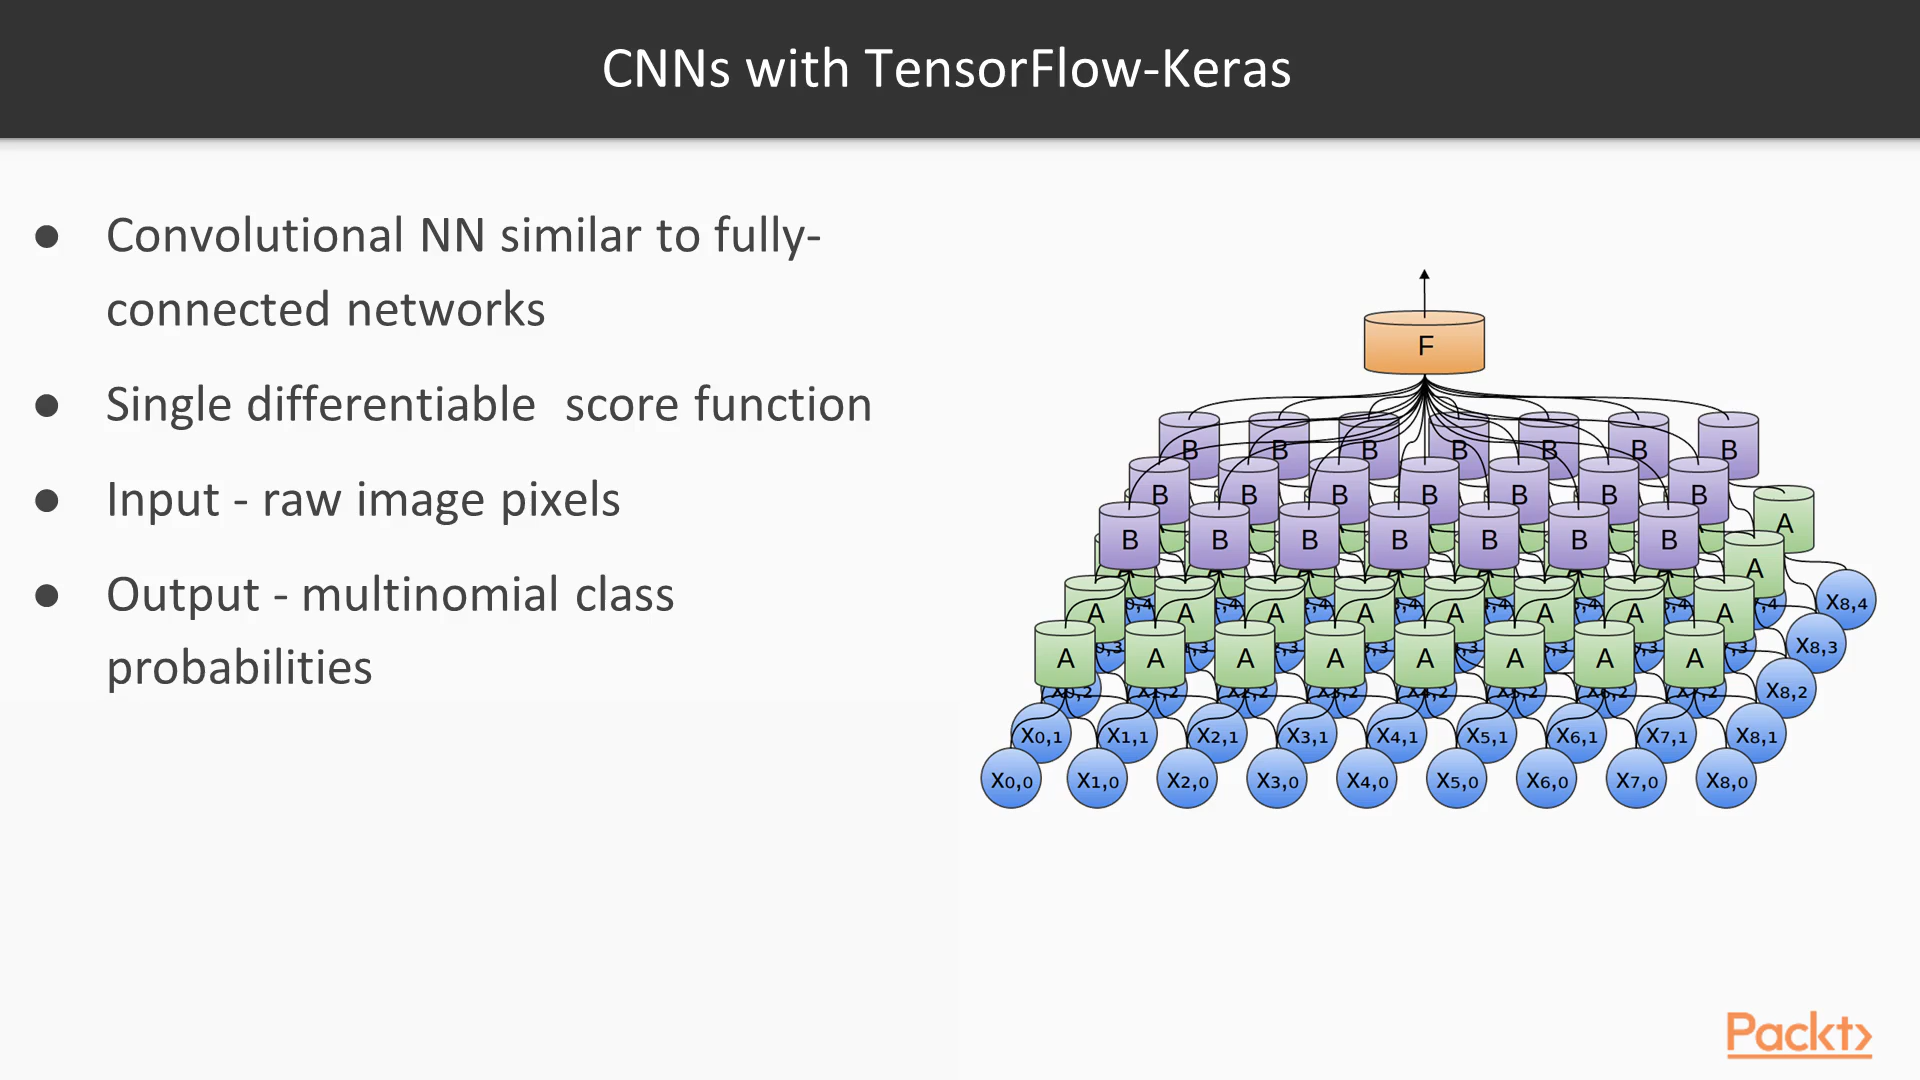 CNNs with TensorFlow-Keras
● Convolutional NN similar to fully-
connected networks
● Single differentiable score function
● Input - raw image pixels
● Output - multinomial class
probabilities
F
B B B B B B B
B B B B B B B
A
B B B B B B B
A
X8,4
A A A A A A A A
X8,3
A A A A A A A A
X8,2
X0,1 X1,1 X2,1 X3,1 X4,1 X5,1 X6,1 X7,1 X8,1
X0,0 X1,0 X2,0 X3,0 X4,0 X5,0 X6,0 X7,0 X8,0
Packt>